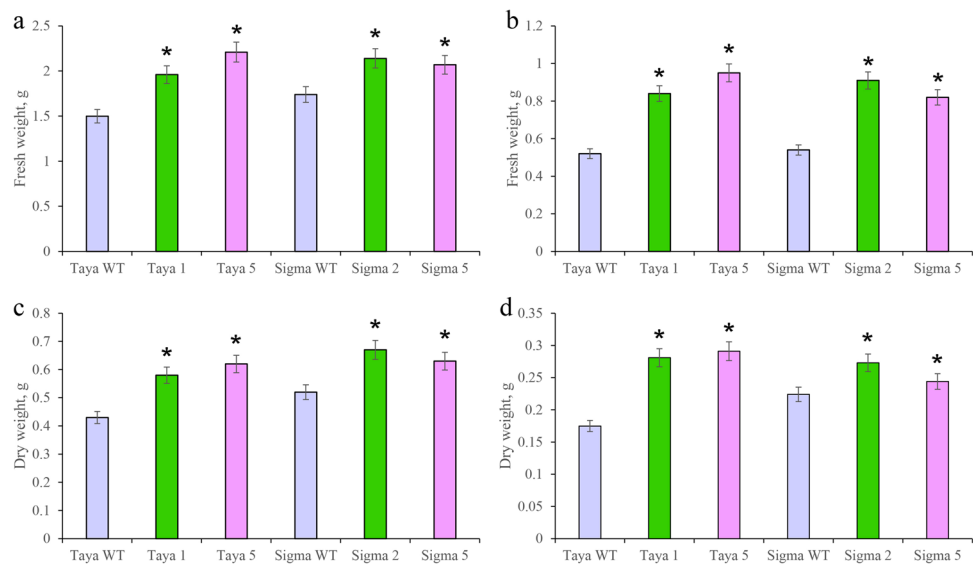 a
Fresh weight, g
2.5
2
1.5
1
0.5
0
* * * *
Taya WT Taya 1 Taya 5 Sigma WT Sigma 2 Sigma 5
b
Fresh weight, g
1.2
1
0.8
0.6
0.4
0.2
0
* * * *
Taya WT Taya 1 Taya 5 Sigma WT Sigma 2 Sigma 5
c
Dry weight, g
0.8
0.7
0.6
0.5
0.4
0.3
0.2
0.1
0
* * * *
Taya WT Taya 1 Taya 5 Sigma WT Sigma 2 Sigma 5
d
Dry weight, g
0.35
0.3
0.25
0.2
0.15
0.1
0.05
0
* * * *
Taya WT Taya 1 Taya 5 Sigma WT Sigma 2 Sigma 5